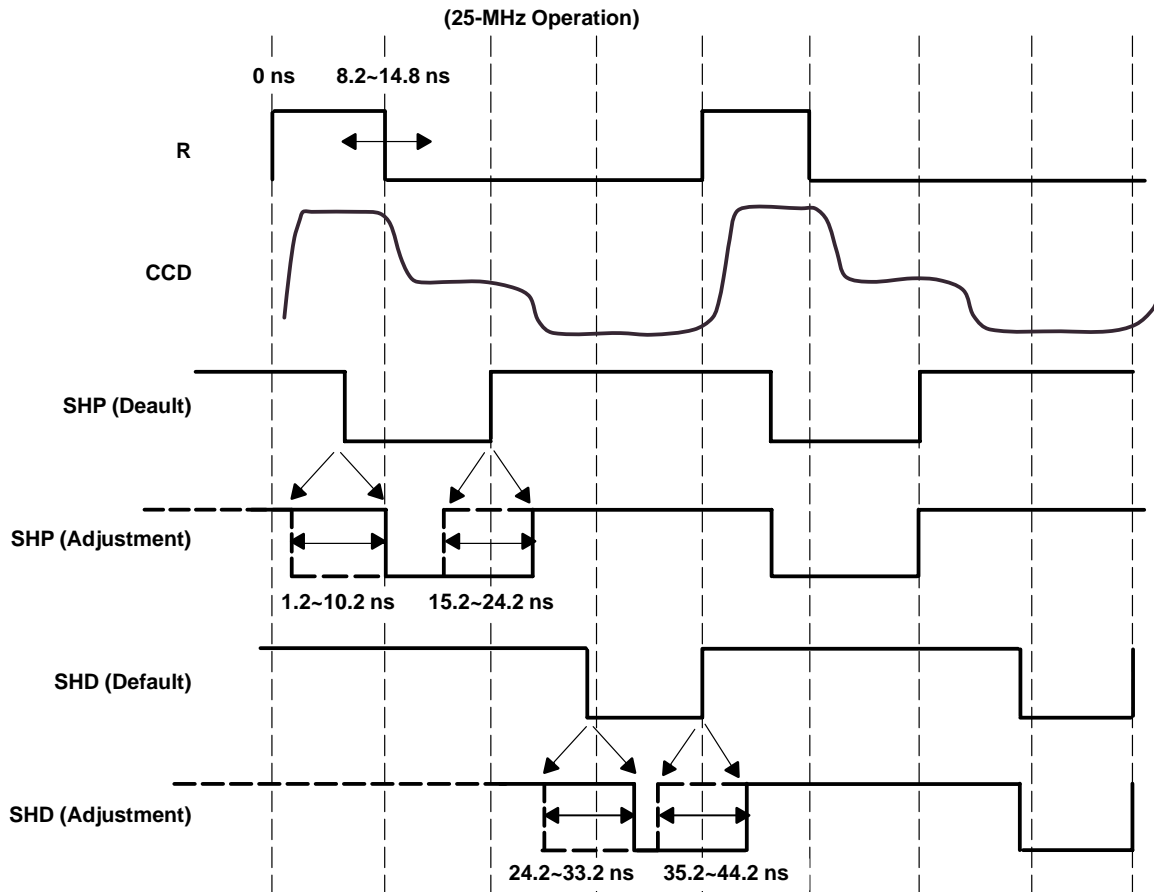 (25-MHz Operation)
0 ns 8.2~14.8 ns
R
CCD
SHP (Deault)
SHP (Adjustment)
1.2~10.2 ns 15.2~24.2 ns
SHD (Default)
SHD (Adjustment)
24.2~33.2 ns 35.2~44.2 ns